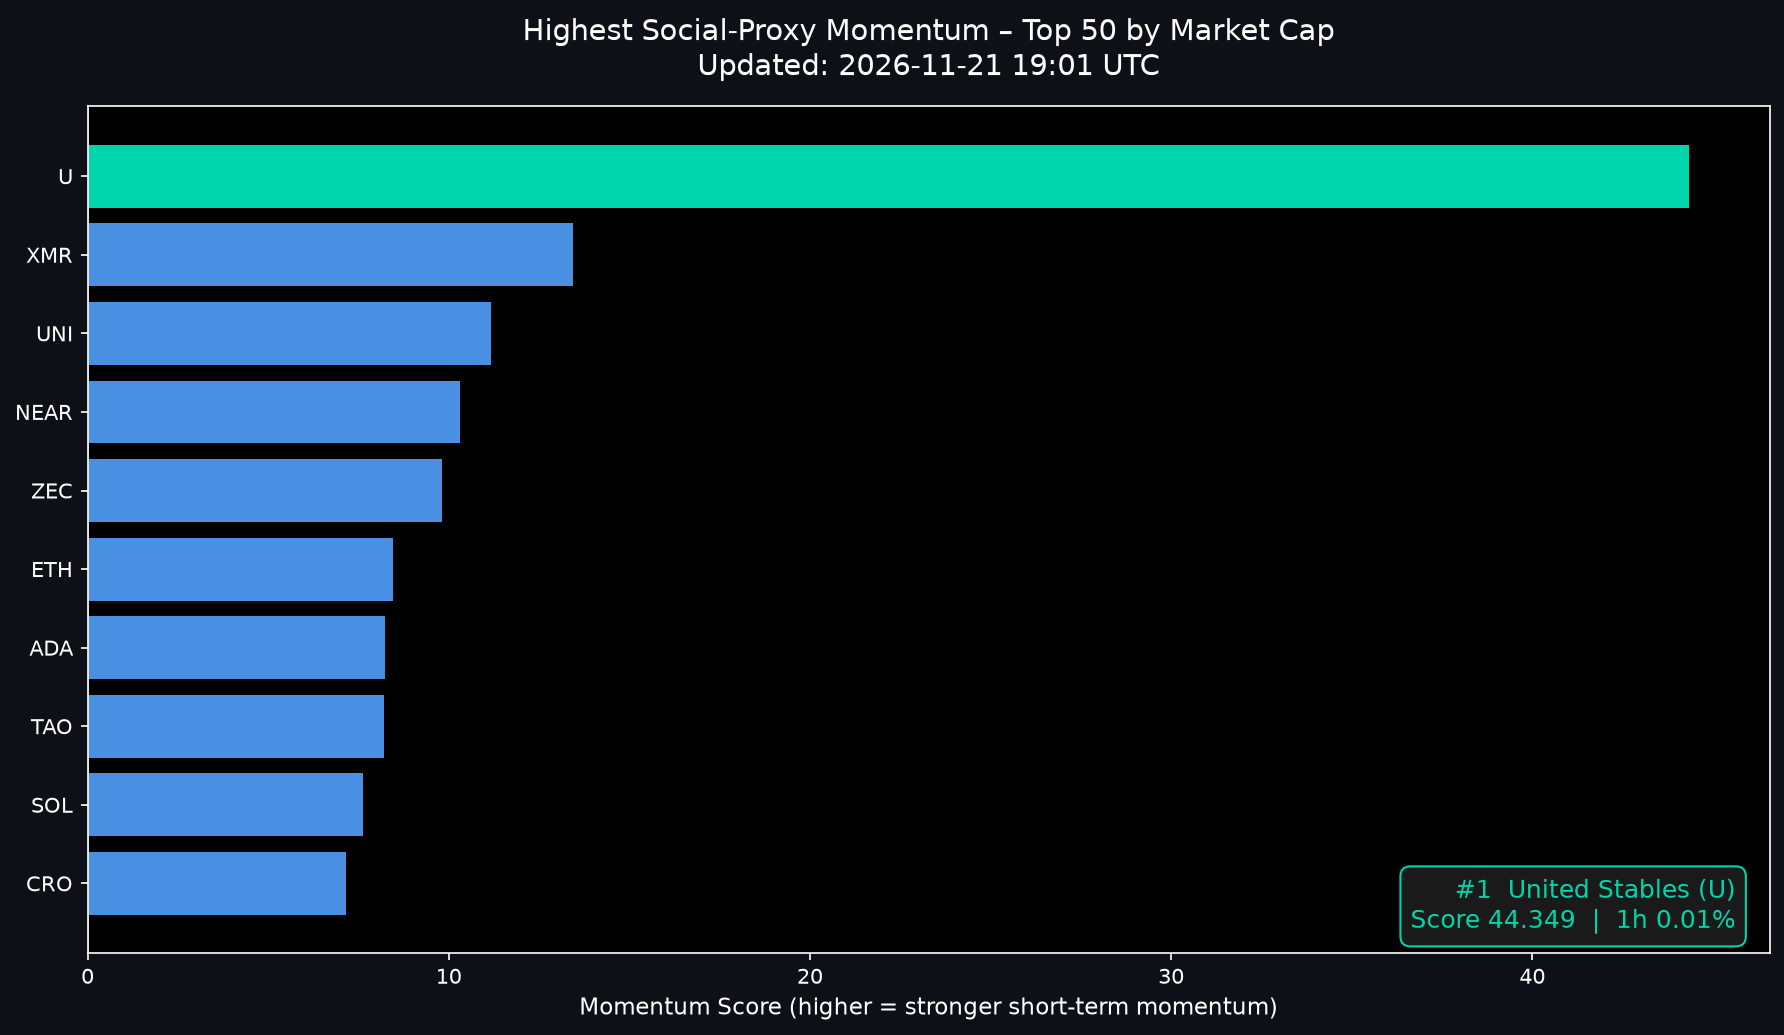 Highest Social-Proxy Momentum – Top 50 by Market Cap
Updated: 2026-11-21 19:01 UTC
U
XMR
UNI
NEAR
ZEC
ETH
ADA
TAO
SOL
CRO
#1 United Stables (U)
Score 44.349 | 1h 0.01%
0 10 20 30 40
Momentum Score (higher = stronger short-term momentum)